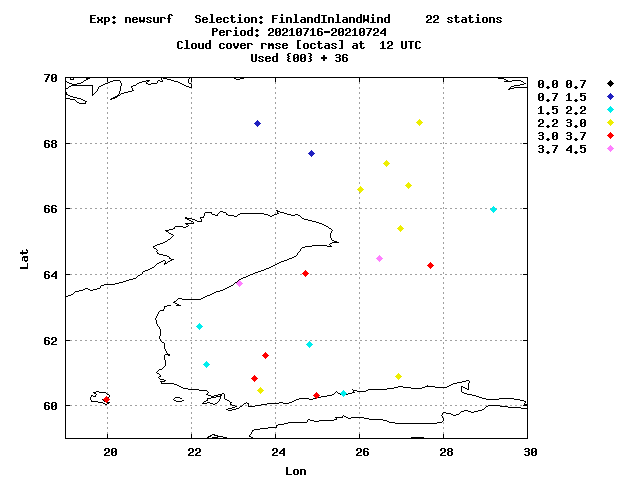 Exp: newsurf   Selection: FinlandInlandWind     22 stations
Period: 20210716-20210724
Cloud cover rmse [octas] at  12 UTC
Used {00} + 36
0.0 0.7
0.7 1.5
1.5 2.2
2.2 3.0
3.0 3.7
3.7 4.5
70
68
66
64
62
60
Lat
20 22 24 26 28 30
Lon